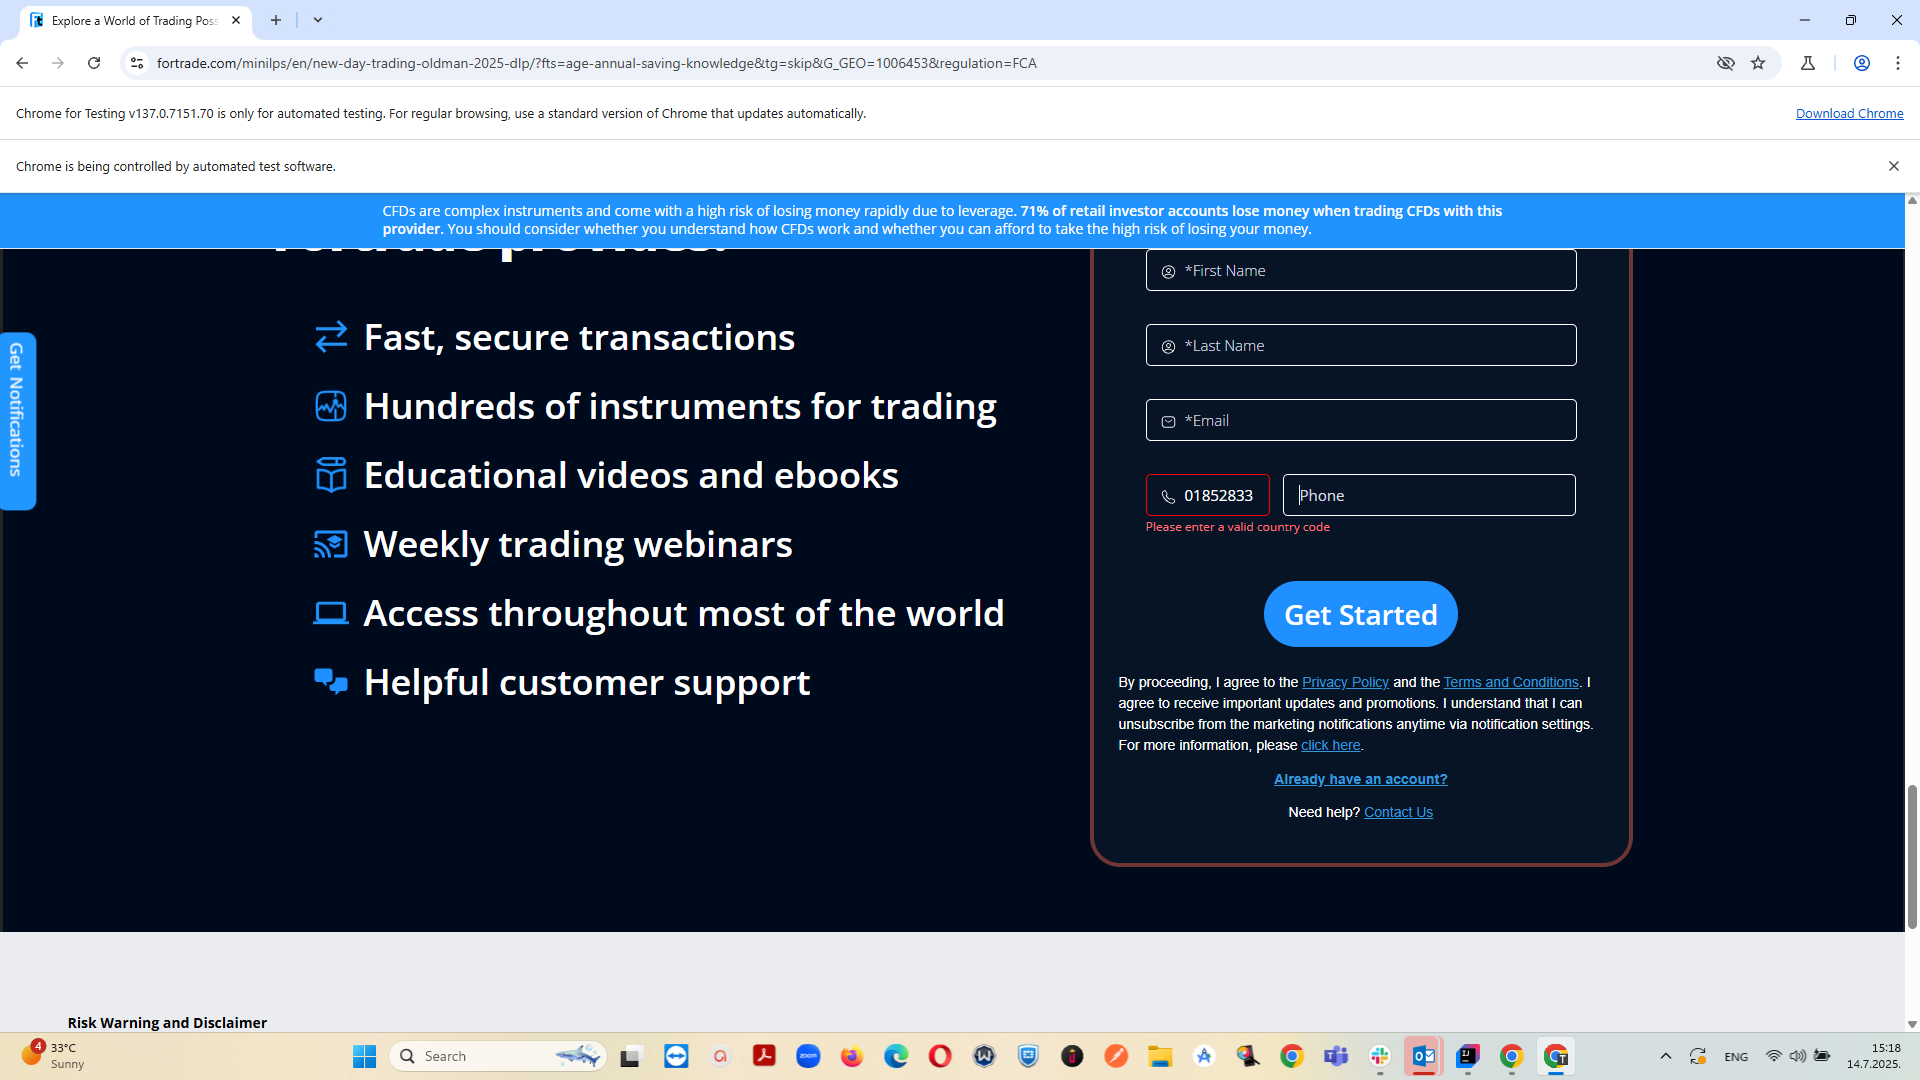 Explore a World of Trading Poss
fortrade.com/minilps/en/new-day-trading-oldman-2025-dlp/?fts=age-annual-saving-knowledge&tg=skip&G_GEO=1006453&regulation=FCA
Chrome for Testing v137.0.7151.70 is only for automated testing. For regular browsing, use a standard version of Chrome that updates automatically.
Download Chrome
Chrome is being controlled by automated test software.
CFDs are complex instruments and come with a high risk of losing money rapidly due to leverage. 71% of retail investor accounts lose money when trading CFDs with this
provider. You should consider whether you understand how CFDs work and whether you can afford to take the high risk of losing your money.
Fortrade provides:
Get Notifications
Fast, secure transactions
Hundreds of instruments for trading
Educational videos and ebooks
Weekly trading webinars
Access throughout most of the world
Helpful customer support
*First Name
*Last Name
*Email
01852833
Phone
Please enter a valid country code
Get Started
By proceeding, I agree to the Privacy Policy and the Terms and Conditions. I
agree to receive important updates and promotions. I understand that I can
unsubscribe from the marketing notifications anytime via notification settings.
For more information, please click here.
Already have an account?
Need help? Contact Us
Risk Warning and Disclaimer
4
33°C
Sunny
Search
zoom
ENG
15:18
14.7.2025.